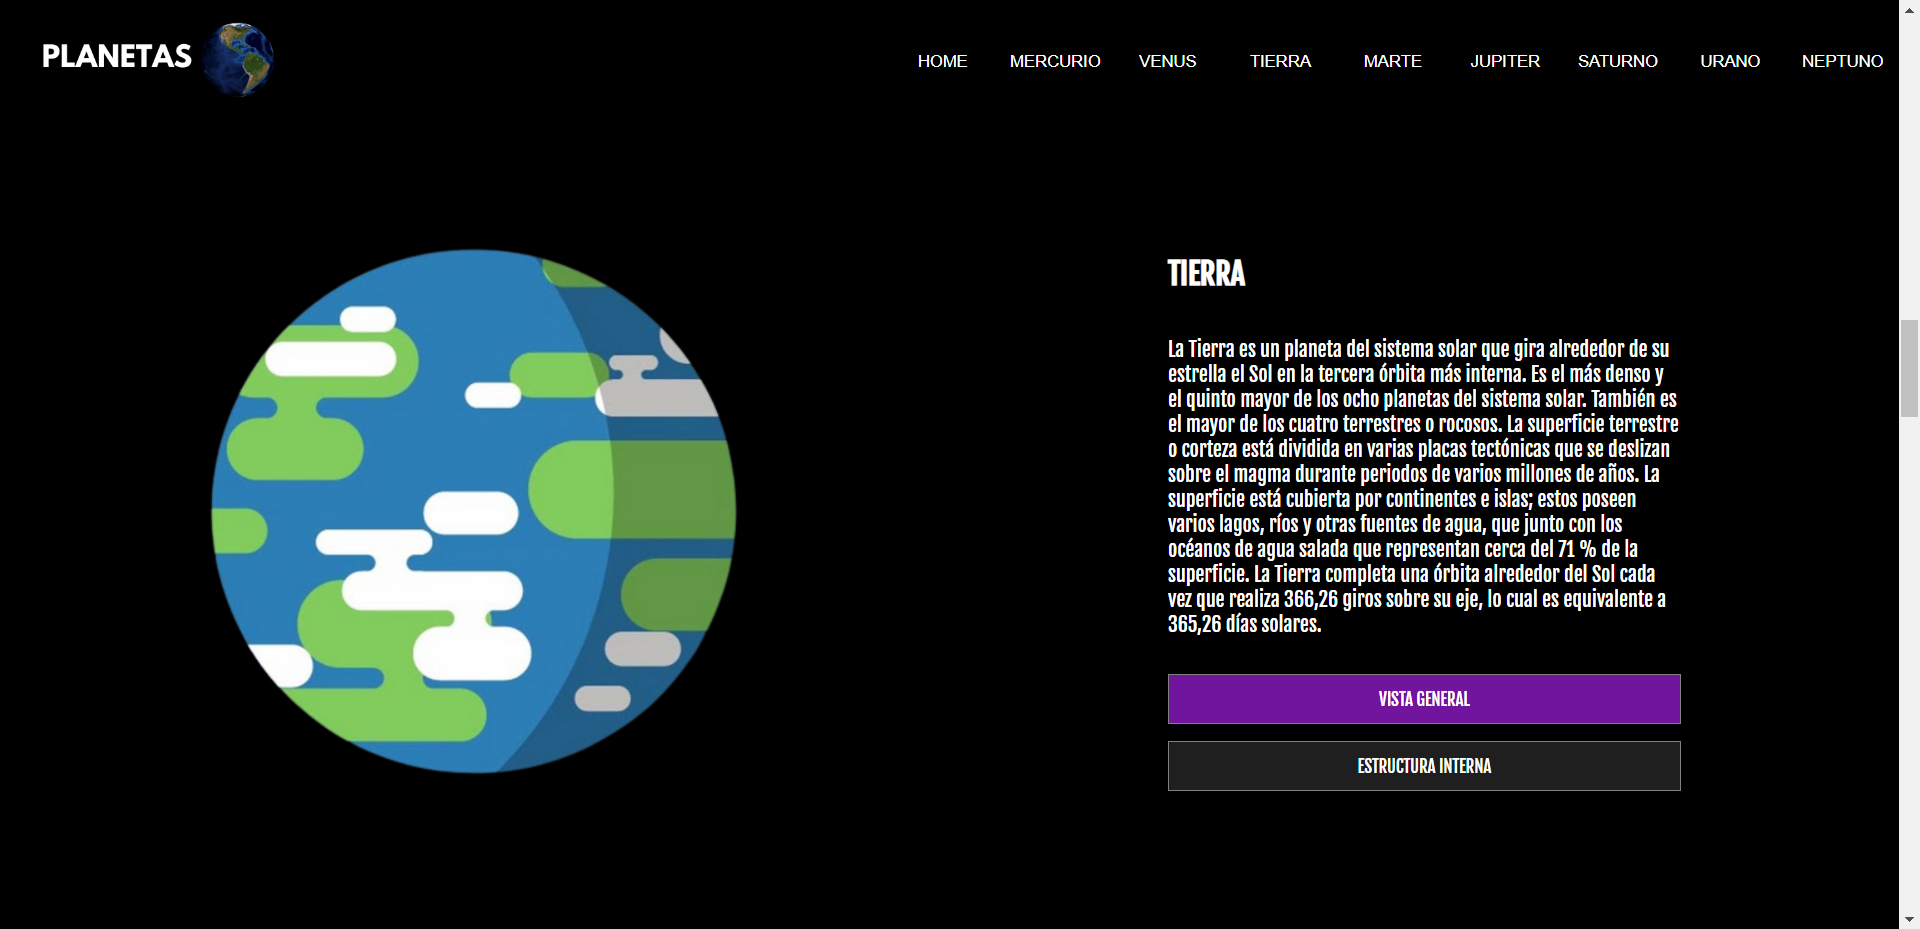 PLANETAS
HOME MERCURIO VENUS TIERRA MARTE JUPITER SATURNO URANO NEPTUNO
TIERRA
La Tierra es un planeta del sistema solar que gira alrededor de su
estrella el Sol en la tercera órbita más interna. Es el más denso y
el quinto mayor de los ocho planetas del sistema solar. También es
el mayor de los cuatro terrestres o rocosos. La superficie terrestre
o corteza está dividida en varias placas tectónicas que se deslizan
sobre el magma durante periodos de varios millones de años. La
superficie está cubierta por continentes e islas; estos poseen
varios lagos, ríos y otras fuentes de agua, que junto con los
océanos de agua salada que representan cerca del 71 % de la
superficie. La Tierra completa una órbita alrededor del Sol cada
vez que realiza 366,26 giros sobre su eje, lo cual es equivalente a
365,26 días solares.
VISTA GENERAL
ESTRUCTURA INTERNA